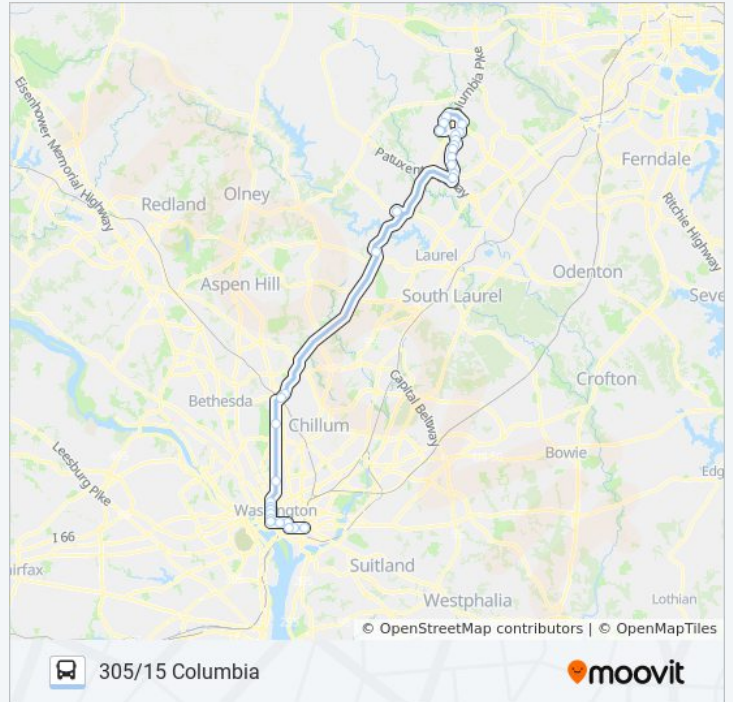 Columbia Pke
Eisenhower Memorial Highway
Patuxent
ay
Ferndale
Olney
Redland
Ritchie Highway
Laurel
Odenton
Aspen Hill
South Laurel
Seve
Crofton
Bethesda
Capital Beltway
Chillum
Bowie
Leesburg Pike
Edg
Washington
I 66
airfax
Suitland
Westphalia
Lothian
© OpenStreetMap contributors | © OpenMapTiles
305/15 Columbia
moovit